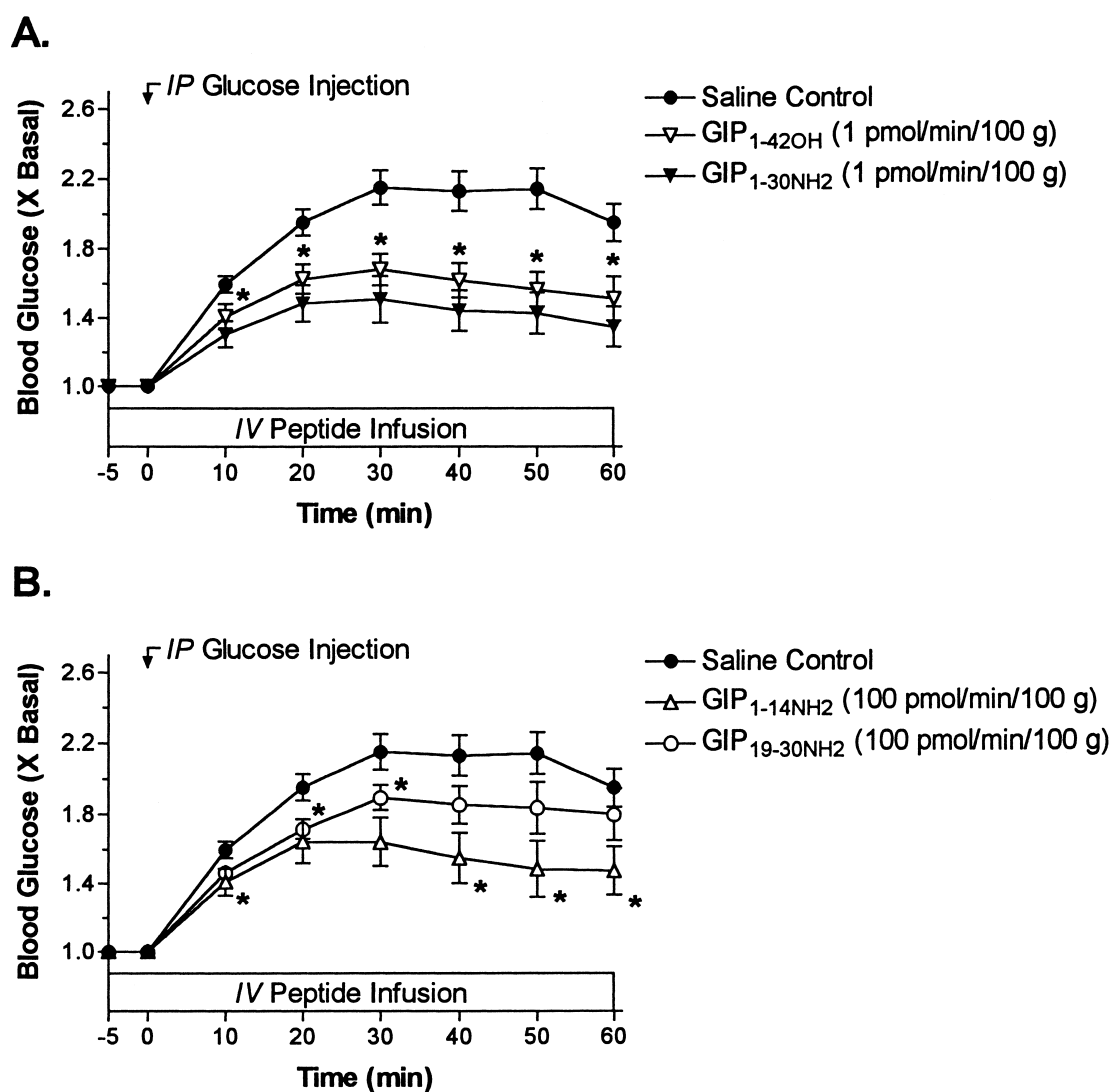 A.
IP Glucose Injection
Blood Glucose (X Basal)
2.6
2.2
1.8
1.4
1.0
Saline Control
GIP1-42OH (1 pmol/min/100 g)
GIP1-30NH2 (1 pmol/min/100 g)
* * * * * *
IV Peptide Infusion
-5 0 10 20 30 40 50 60
Time (min)
B.
IP Glucose Injection
Blood Glucose (X Basal)
2.6
2.2
1.8
1.4
1.0
Saline Control
GIP1-14NH2 (100 pmol/min/100 g)
GIP19-30NH2 (100 pmol/min/100 g)
* * * * * *
IV Peptide Infusion
-5 0 10 20 30 40 50 60
Time (min)